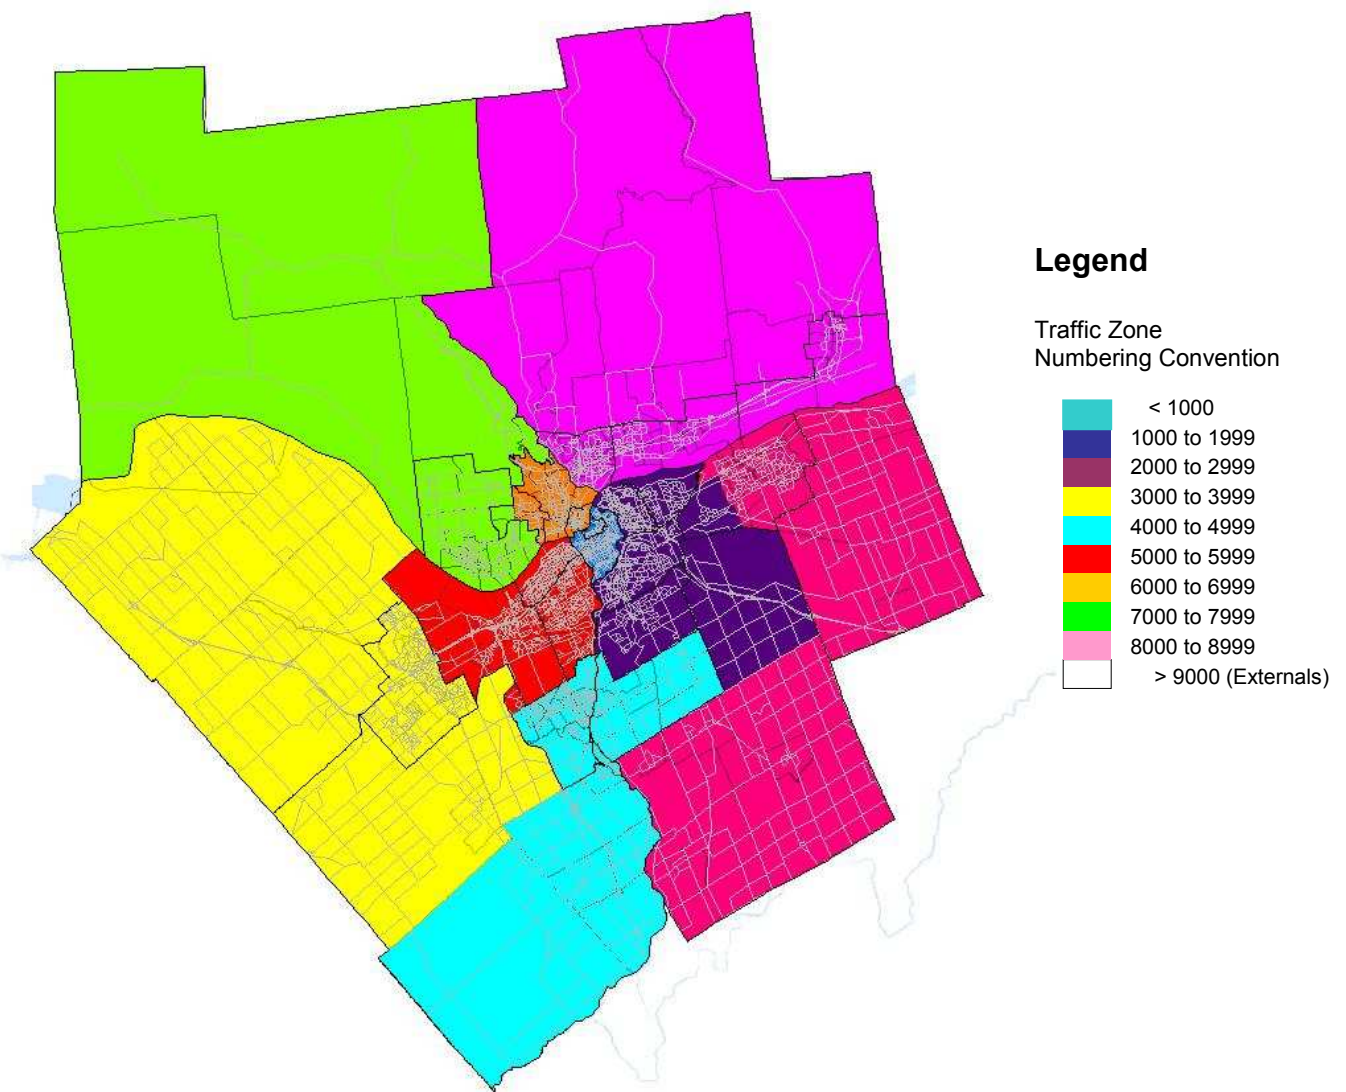 Legend
Traffic Zone
Numbering Convention
< 1000
1000 to 1999
2000 to 2999
3000 to 3999
4000 to 4999
5000 to 5999
6000 to 6999
7000 to 7999
8000 to 8999
> 9000 (Externals)